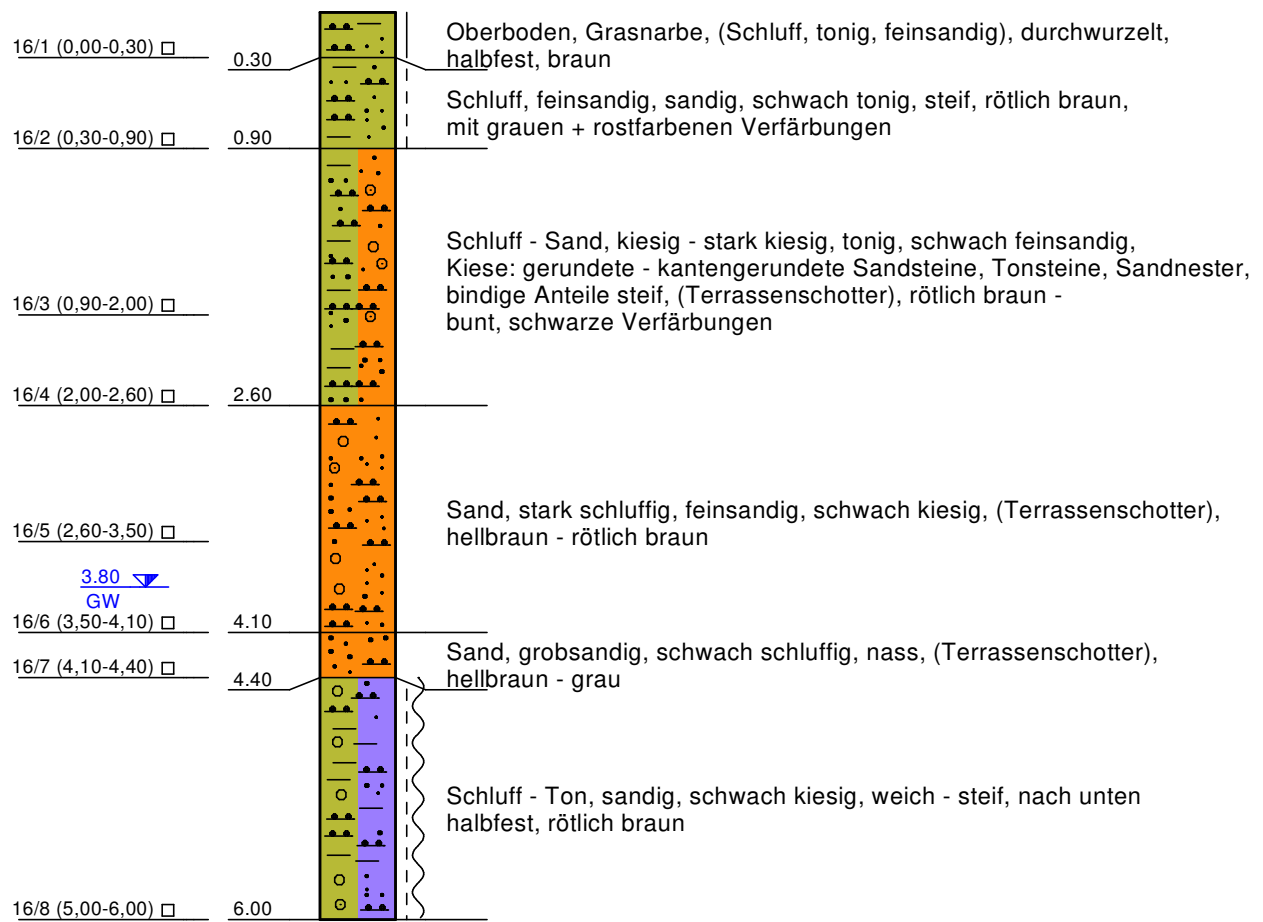 16/1 (0,00-0,30)
0.30
Oberboden, Grasnarbe, (Schluff, tonig, feinsandig), durchwurzelt,
halbfest, braun
Schluff, feinsandig, sandig, schwach tonig, steif, rötlich braun,
mit grauen + rostfarbenen Verfärbungen
16/2 (0,30-0,90)
0.90
Schluff - Sand, kiesig - stark kiesig, tonig, schwach feinsandig,
Kiese: gerundete - kantengerundete Sandsteine, Tonsteine, Sandnester,
bindige Anteile steif, (Terrassenschotter), rötlich braun -
bunt, schwarze Verfärbungen
16/3 (0,90-2,00)
16/4 (2,00-2,60)
2.60
Sand, stark schluffig, feinsandig, schwach kiesig, (Terrassenschotter),
hellbraun - rötlich braun
16/5 (2,60-3,50)
3.80
GW
16/6 (3,50-4,10)
4.10
Sand, grobsandig, schwach schluffig, nass, (Terrassenschotter),
hellbraun - grau
16/7 (4,10-4,40)
4.40
Schluff - Ton, sandig, schwach kiesig, weich - steif, nach unten
halbfest, rötlich braun
16/8 (5,00-6,00)
6.00